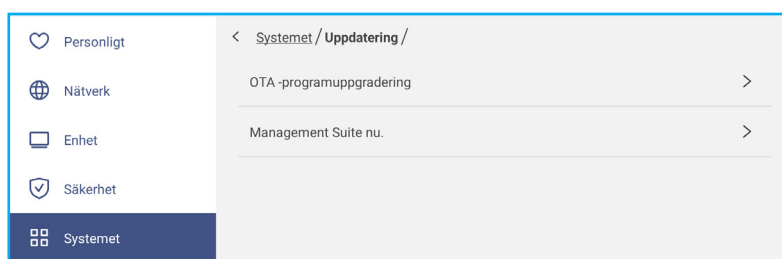 Personligt
Nätverk
Enhet
Säkerhet
Systemet
< Systemet / Uppdatering /
OTA -programuppgradering
Management Suite nu.